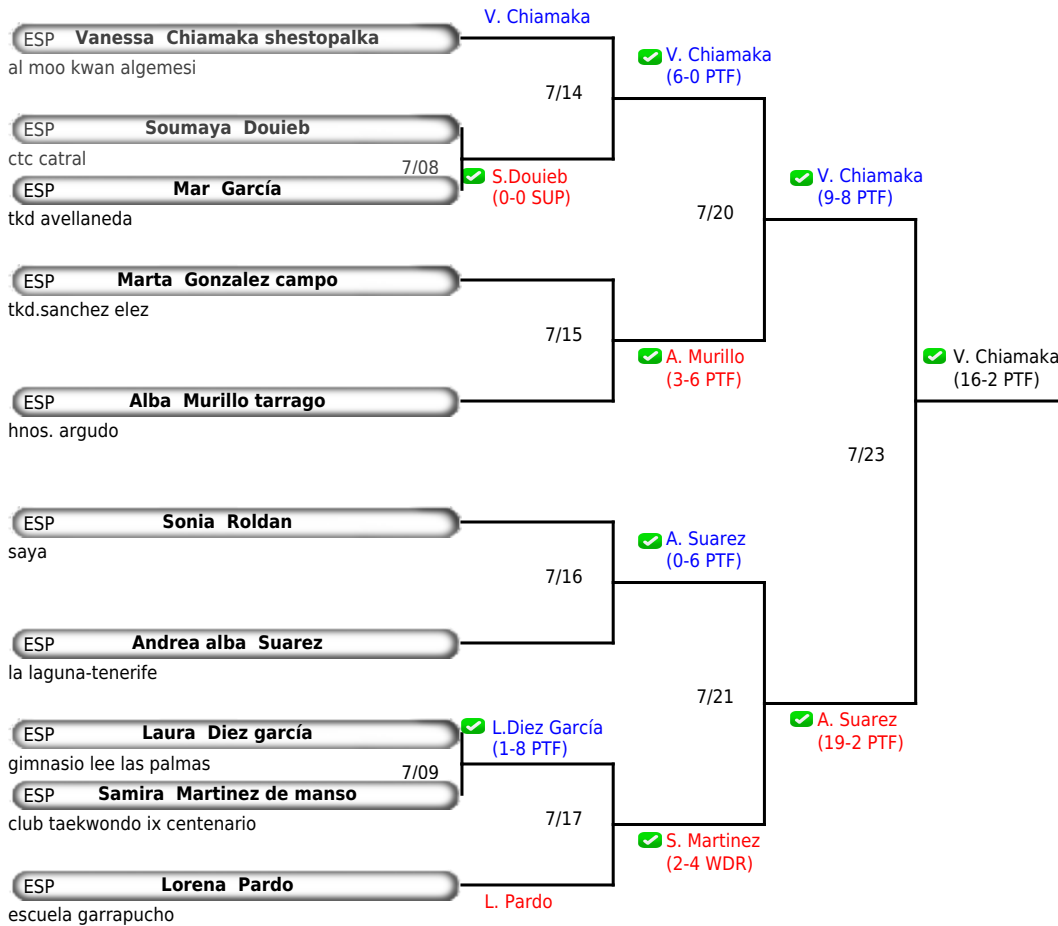 V. Chiamaka
ESP Vanessa Chiamaka shestopalka
al moo kwan algemesi
V. Chiamaka
(6-0 PTF)
7/14
ESP Soumaya Douieb
ctc catral
7/08
S.Douieb
(0-0 SUP)
ESP Mar García
tkd avellaneda
V. Chiamaka
(9-8 PTF)
7/20
ESP Marta Gonzalez campo
tkd.sanchez elez
7/15
A. Murillo
(3-6 PTF)
V. Chiamaka
(16-2 PTF)
ESP Alba Murillo tarrago
hnos. argudo
7/23
ESP Sonia Roldan
saya
A. Suarez
(0-6 PTF)
7/16
ESP Andrea alba Suarez
la laguna-tenerife
7/21
A. Suarez
(19-2 PTF)
ESP Laura Diez garcía
gimnasio lee las palmas
L.Diez García
(1-8 PTF)
7/09
ESP Samira Martinez de manso
club taekwondo ix centenario
7/17
S. Martinez
(2-4 WDR)
ESP Lorena Pardo
escuela garrapucho
L. Pardo